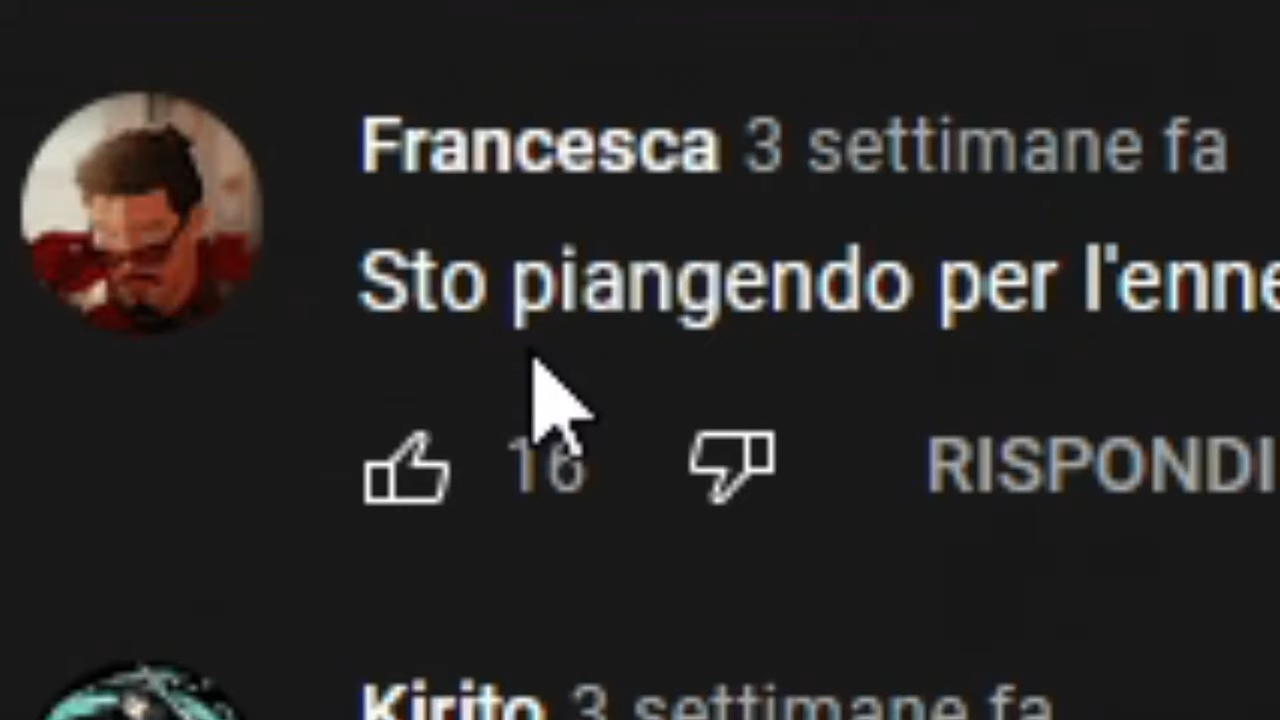 Francesca 3 settimane fa
Sto piangendo per l'enne
16
RISPONDI
Kirito 3 settimane fa